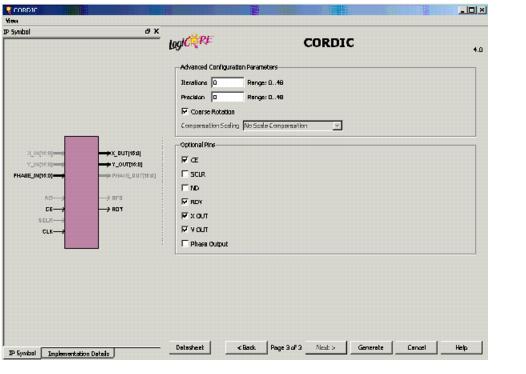 CORDIC
View
IP Symbol
logiCORE
CORDIC
4.0
Advanced Configuration Parameters
Iterations 0 Range: 0..48
Precision 0 Range: 0..48
Coarse Rotation
Compensation Scaling No Scale Compensation
Optional Pins
CE
SCLR
ND
RDY
X OUT
Y OUT
Phase Output
X_IN[15:0] X_OUT[15:0]
Y_IN[15:0] Y_OUT[15:0]
PHASE_IN[15:0] PHASE_OUT[15:0]
ND RFD
CE RDY
SCLR
CLK
IP Symbol Implementation Details
Datasheet < Back Page 3 of 3 Next > Generate Cancel Help